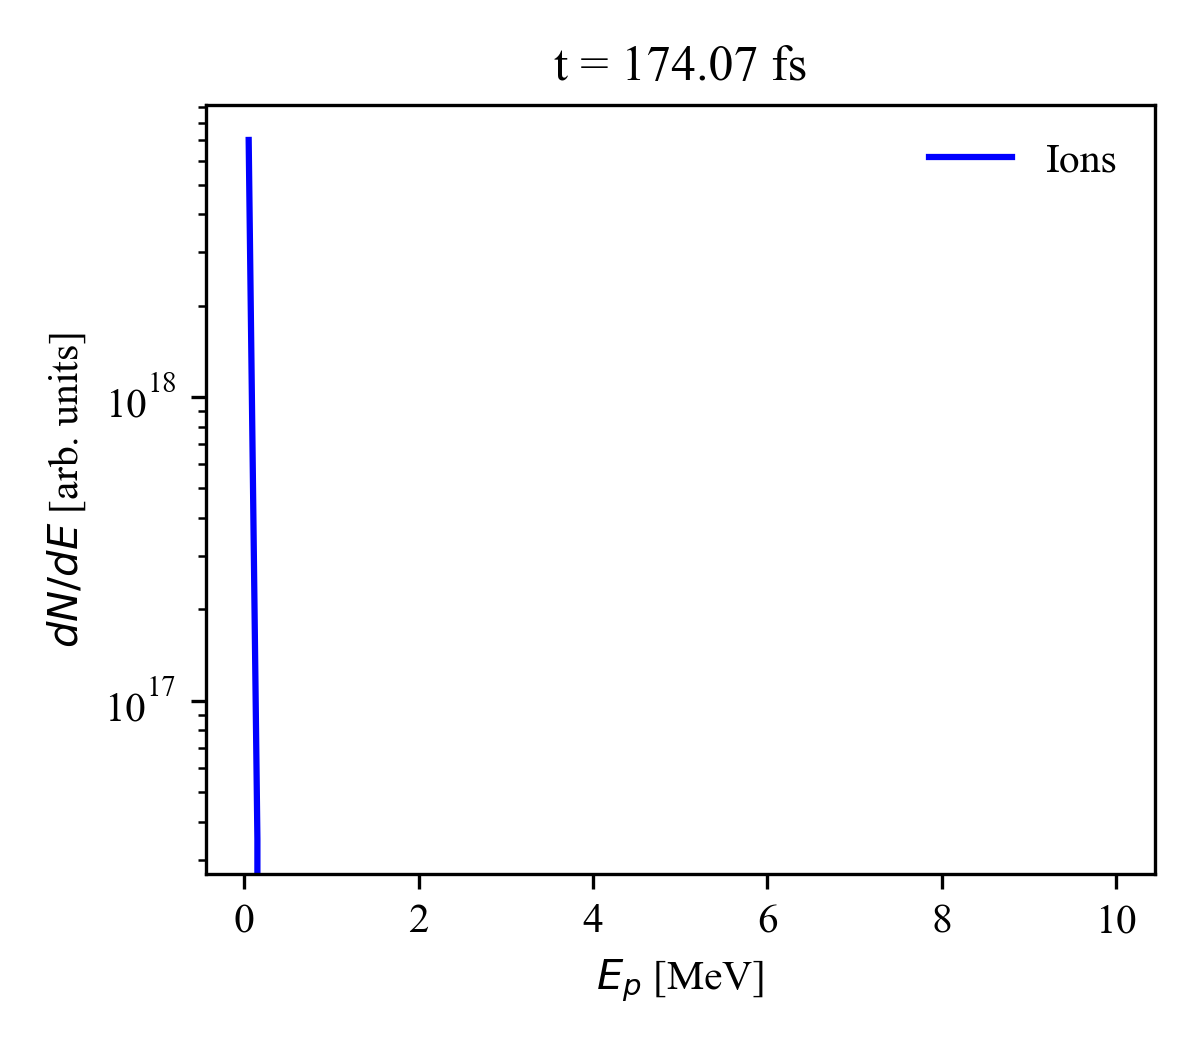 t = 174.07 fs
Ions
dN/dE [arb. units]
10^18
10^17
0 2 4 6 8 10
E_p [MeV]